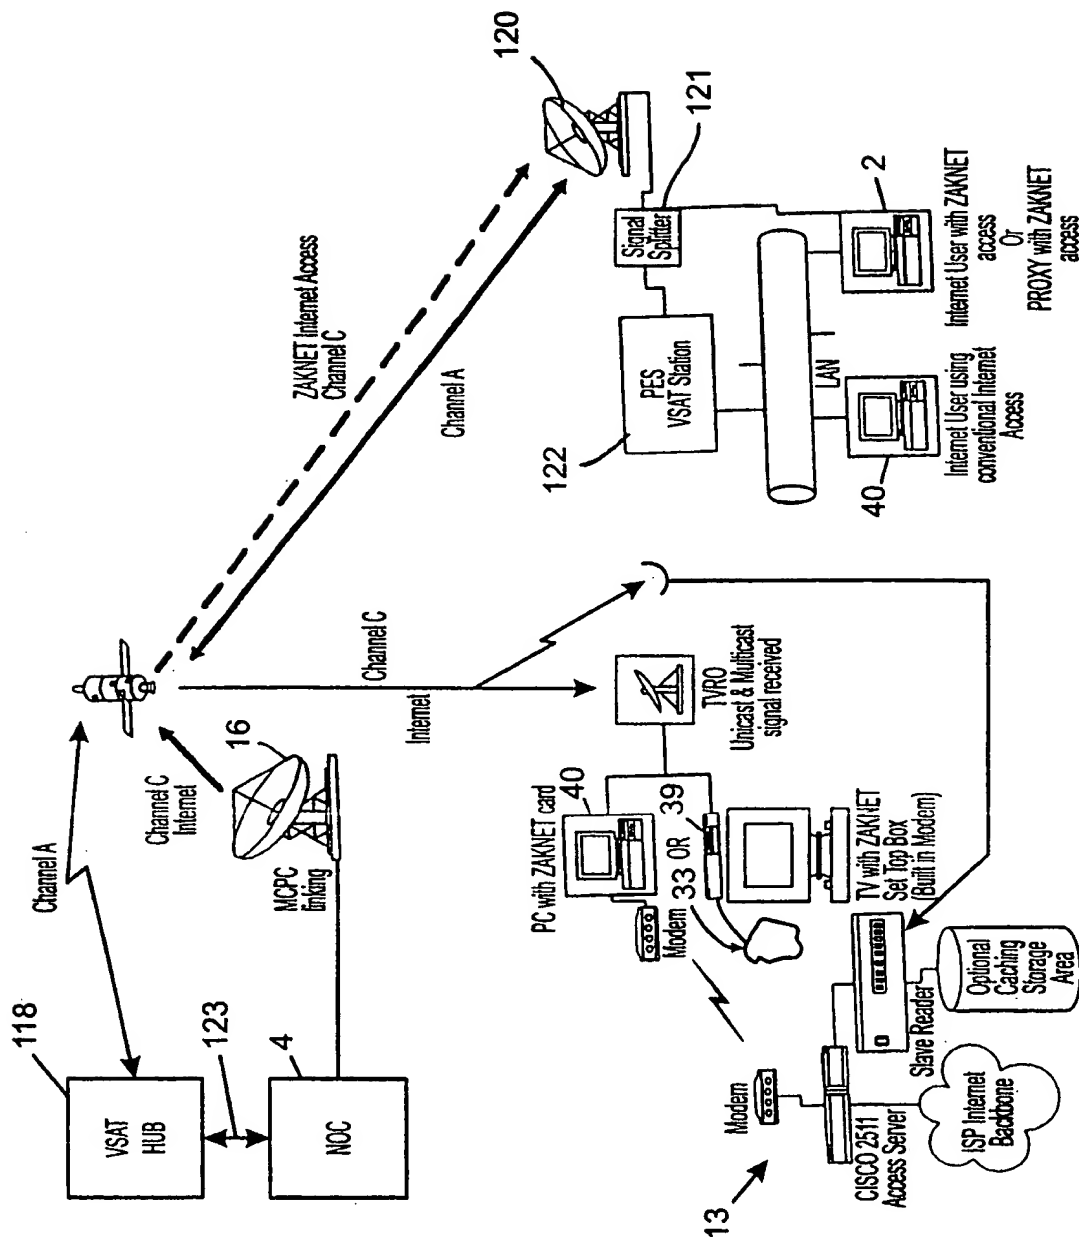 118
VSAT
HUB
123
4
NOC
Channel A
Channel C
Internet
16
MCPC
linking
ZAKNET Internet Access
Channel C
Channel A
120
Signal
Splitter
121
PES
VSAT Station
122
LAN
40
Internet User using
conventional Internet
Access
2
Internet User with ZAKNET
access
Or
PROXY with ZAKNET
access
Channel C
Internet
TVRO
Unicast & Multicast
signal received
PC with ZAKNET card
40
Modem
33 OR 39
TV with ZAKNET
Set Top Box
(Built in Modem)
13
Modem
CISCO 2511
Access Server
Slave Reader
ISP Internet
Backbone
Optional
Caching
Storage
Area